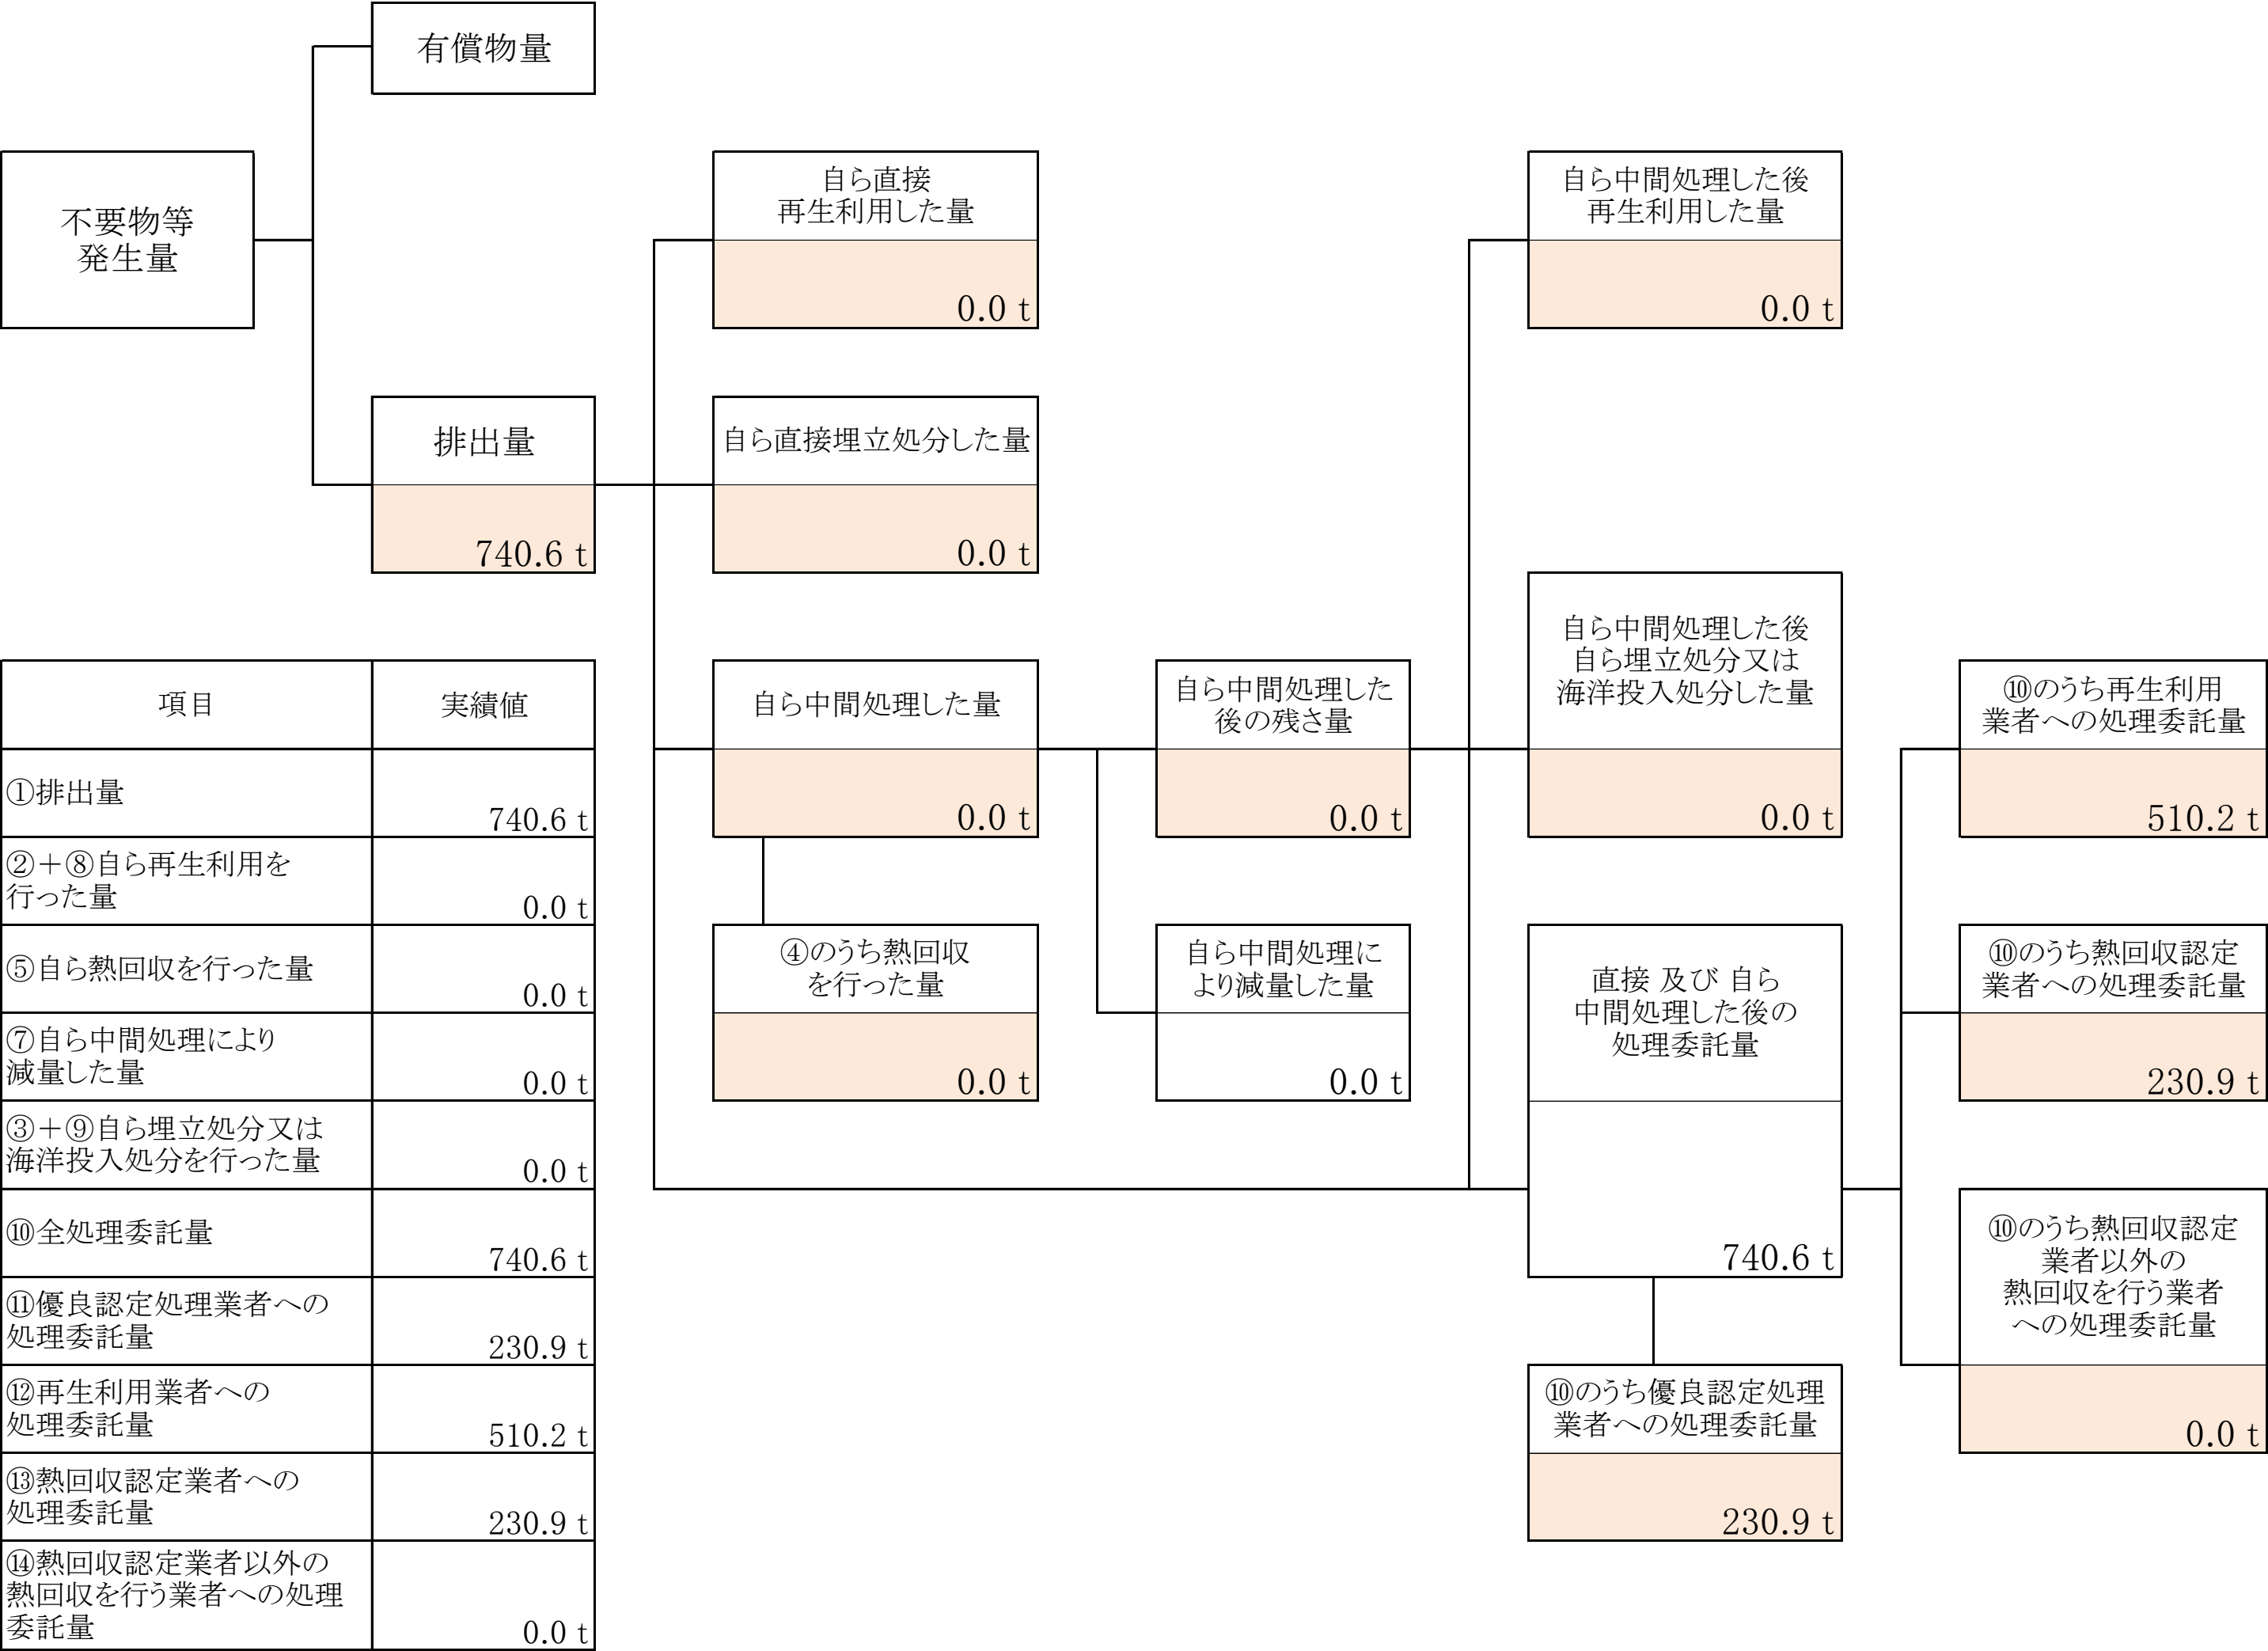 有償物量
不要物等
発生量
自ら直接
再生利用した量
0.0 t
自ら中間処理した後
再生利用した量
0.0 t
排出量
740.6 t
自ら直接埋立処分した量
0.0 t
自ら中間処理した量
0.0 t
自ら中間処理した
後の残さ量
0.0 t
自ら中間処理した後
自ら埋立処分又は
海洋投入処分した量
0.0 t
⑩のうち再生利用
業者への処理委託量
510.2 t
④のうち熱回収
を行った量
0.0 t
自ら中間処理に
より減量した量
0.0 t
直接 及び 自ら
中間処理した後の
処理委託量
740.6 t
⑩のうち熱回収認定
業者への処理委託量
230.9 t
⑩のうち熱回収認定
業者以外の
熱回収を行う業者
への処理委託量
0.0 t
⑩のうち優良認定処理
業者への処理委託量
230.9 t
項目 実績値
①排出量
740.6 t
②＋⑧自ら再生利用を
行った量
0.0 t
⑤自ら熱回収を行った量
0.0 t
⑦自ら中間処理により
減量した量
0.0 t
③＋⑨自ら埋立処分又は
海洋投入処分を行った量
0.0 t
⑩全処理委託量
740.6 t
⑪優良認定処理業者への
処理委託量
230.9 t
⑫再生利用業者への
処理委託量
510.2 t
⑬熱回収認定業者への
処理委託量
230.9 t
⑭熱回収認定業者以外の
熱回収を行う業者への処理
委託量
0.0 t